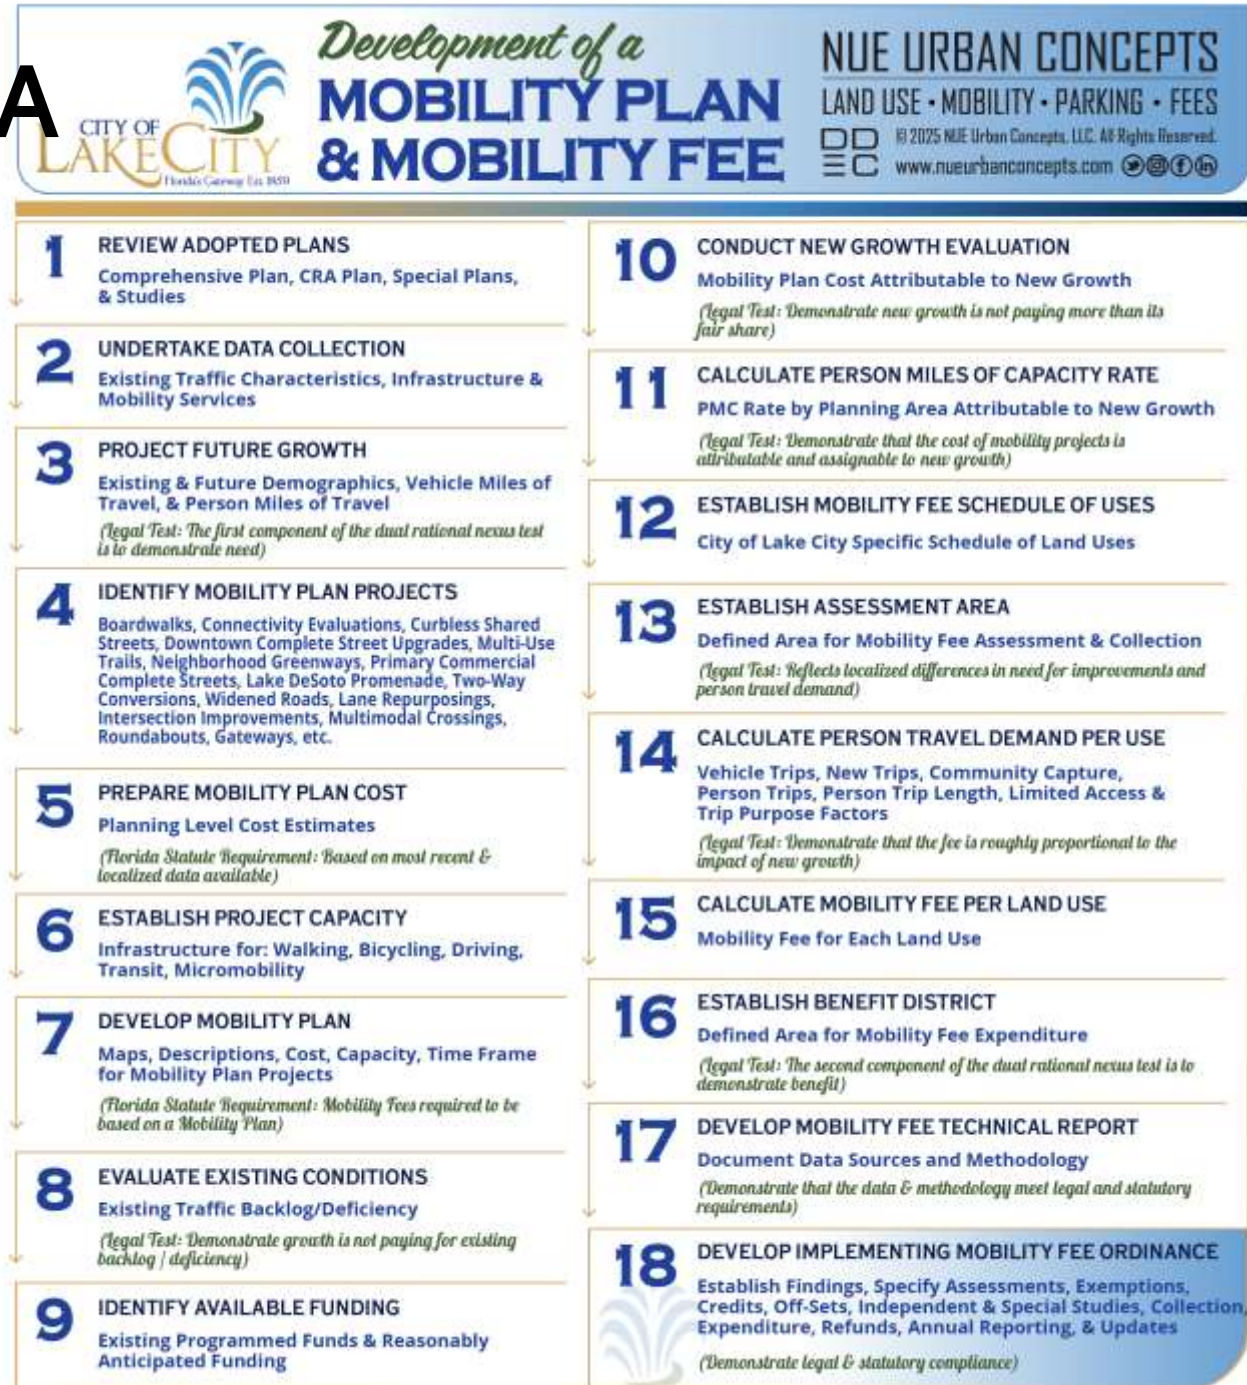 A
CITY OF
LAKE CITY
Florida's Gateway Est. 1859
Development of a
MOBILITY PLAN
& MOBILITY FEE
NUE URBAN CONCEPTS
LAND USE • MOBILITY • PARKING • FEES
© 2025 NUE Urban Concepts, LLC. All Rights Reserved.
www.nueurbanconcepts.com
1
REVIEW ADOPTED PLANS
Comprehensive Plan, CRA Plan, Special Plans,
& Studies
2
UNDERTAKE DATA COLLECTION
Existing Traffic Characteristics, Infrastructure &
Mobility Services
3
PROJECT FUTURE GROWTH
Existing & Future Demographics, Vehicle Miles of
Travel, & Person Miles of Travel
(Legal Test: The first component of the dual rational nexus test
is to demonstrate need)
4
IDENTIFY MOBILITY PLAN PROJECTS
Boardwalks, Connectivity Evaluations, Curbless Shared
Streets, Downtown Complete Street Upgrades, Multi-Use
Trails, Neighborhood Greenways, Primary Commercial
Complete Streets, Lake DeSoto Promenade, Two-Way
Conversions, Widened Roads, Lane Repurposings,
Intersection Improvements, Multimodal Crossings,
Roundabouts, Gateways, etc.
5
PREPARE MOBILITY PLAN COST
Planning Level Cost Estimates
(Florida Statute Requirement: Based on most recent &
localized data available)
6
ESTABLISH PROJECT CAPACITY
Infrastructure for: Walking, Bicycling, Driving,
Transit, Micromobility
7
DEVELOP MOBILITY PLAN
Maps, Descriptions, Cost, Capacity, Time Frame
for Mobility Plan Projects
(Florida Statute Requirement: Mobility Fees required to be
based on a Mobility Plan)
8
EVALUATE EXISTING CONDITIONS
Existing Traffic Backlog/Deficiency
(Legal Test: Demonstrate growth is not paying for existing
backlog / deficiency)
9
IDENTIFY AVAILABLE FUNDING
Existing Programmed Funds & Reasonably
Anticipated Funding
10
CONDUCT NEW GROWTH EVALUATION
Mobility Plan Cost Attributable to New Growth
(Legal Test: Demonstrate new growth is not paying more than its
fair share)
11
CALCULATE PERSON MILES OF CAPACITY RATE
PMC Rate by Planning Area Attributable to New Growth
(Legal Test: Demonstrate that the cost of mobility projects is
attributable and assignable to new growth)
12
ESTABLISH MOBILITY FEE SCHEDULE OF USES
City of Lake City Specific Schedule of Land Uses
13
ESTABLISH ASSESSMENT AREA
Defined Area for Mobility Fee Assessment & Collection
(Legal Test: Reflects localized differences in need for improvements and
person travel demand)
14
CALCULATE PERSON TRAVEL DEMAND PER USE
Vehicle Trips, New Trips, Community Capture,
Person Trips, Person Trip Length, Limited Access &
Trip Purpose Factors
(Legal Test: Demonstrate that the fee is roughly proportional to the
impact of new growth)
15
CALCULATE MOBILITY FEE PER LAND USE
Mobility Fee for Each Land Use
16
ESTABLISH BENEFIT DISTRICT
Defined Area for Mobility Fee Expenditure
(Legal Test: The second component of the dual rational nexus test is to
demonstrate benefit)
17
DEVELOP MOBILITY FEE TECHNICAL REPORT
Document Data Sources and Methodology
(Demonstrate that the data & methodology meet legal and statutory
requirements)
18
DEVELOP IMPLEMENTING MOBILITY FEE ORDINANCE
Establish Findings, Specify Assessments, Exemptions,
Credits, Off-Sets, Independent & Special Studies, Collection,
Expenditure, Refunds, Annual Reporting, & Updates
(Demonstrate legal & statutory compliance)